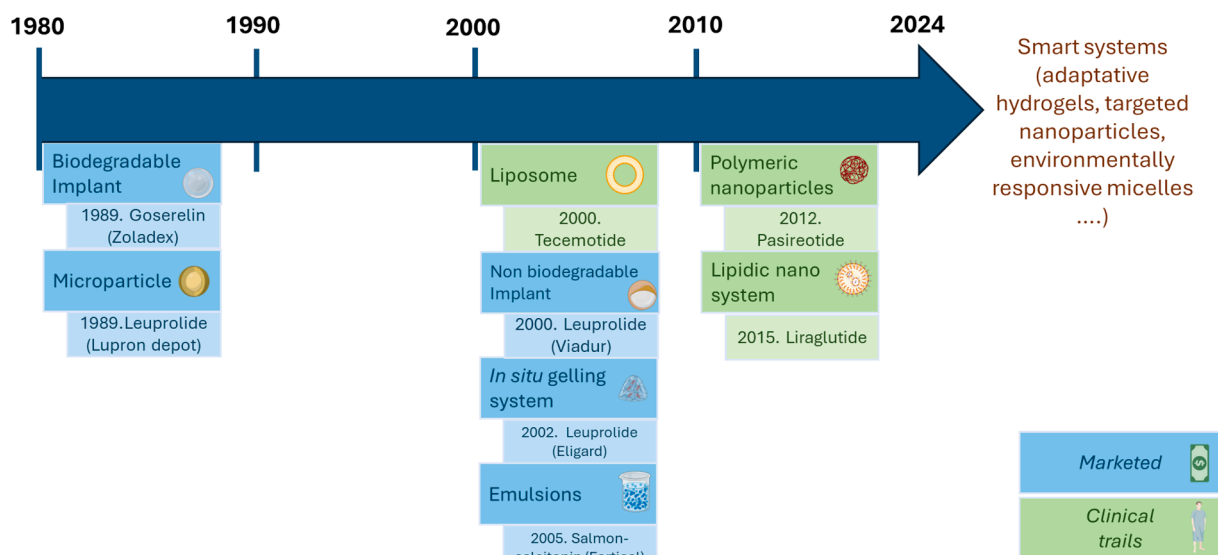 1980
1990
2000
2010
2024
Smart systems
(adaptative
hydrogels, targeted
nanoparticles,
environmentally
responsive micelles
....)
Biodegradable
Implant
1989. Goserelin
(Zoladex)
Microparticle
1989.Leuprolide
(Lupron depot)
Liposome
2000.
Tecemotide
Non biodegradable
Implant
2000. Leuprolide
(Viadur)
In situ gelling
system
2002. Leuprolide
(Eligard)
Emulsions
2005. Salmon-
Polymeric
nanoparticles
2012.
Pasireotide
Lipidic nano
system
2015. Liraglutide
Marketed
Clinical
trails